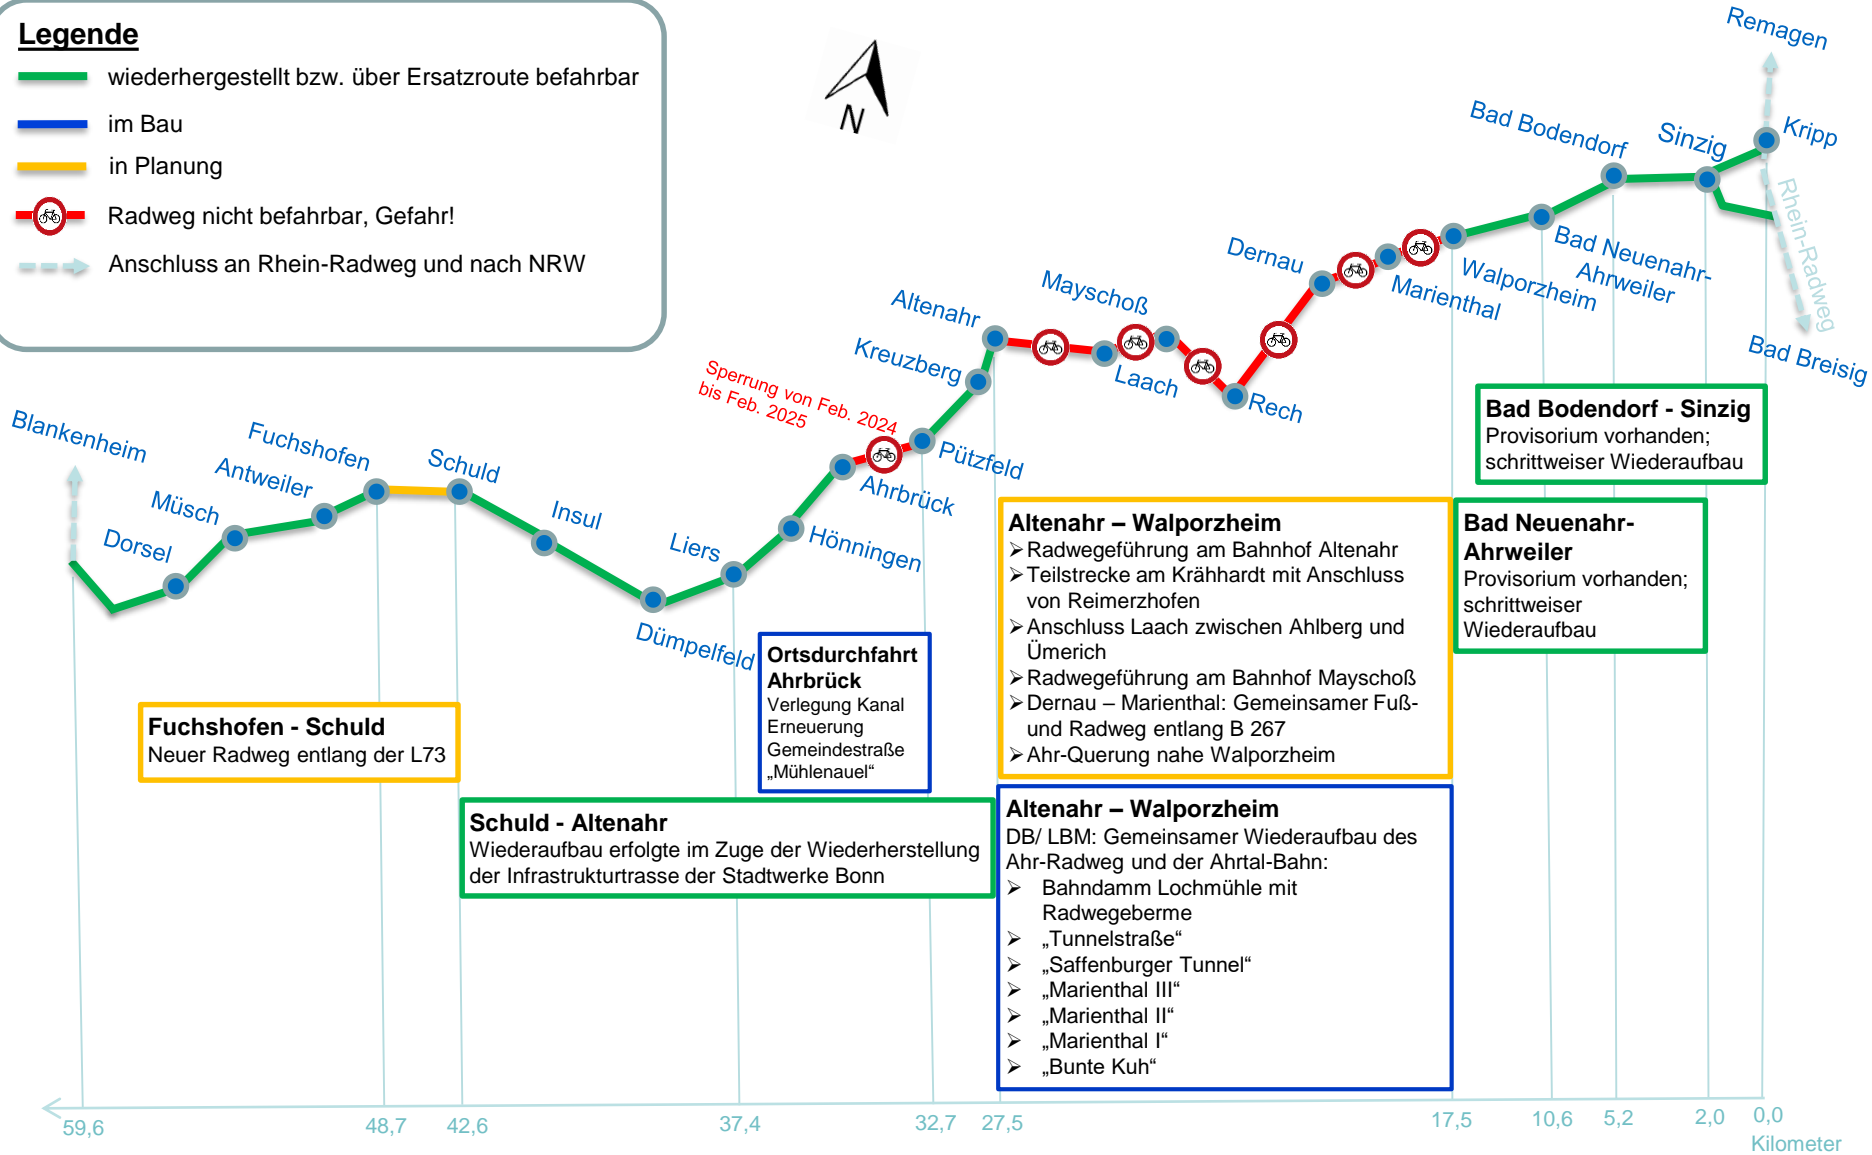 Legende
wiederhergestellt bzw. über Ersatzroute befahrbar
im Bau
in Planung
Radweg nicht befahrbar, Gefahr!
Anschluss an Rhein-Radweg und nach NRW
N
Remagen
Kripp
Sinzig
Bad Bodendorf
Rhein-Radweg
Bad Breisig
Bad Neuenahr-
Ahrweiler
Walporzheim
Marienthal
Dernau
Rech
Mayschoß
Laach
Altenahr
Kreuzberg
Sperrung von Feb. 2024
bis Feb. 2025
Pützfeld
Ahrbrück
Hönningen
Liers
Dümpelfeld
Insul
Schuld
Fuchshofen
Antweiler
Müsch
Dorsel
Blankenheim
Bad Bodendorf - Sinzig
Provisorium vorhanden;
schrittweiser Wiederaufbau
Bad Neuenahr-
Ahrweiler
Provisorium vorhanden;
schrittweiser
Wiederaufbau
Altenahr – Walporzheim
➢ Radwegeführung am Bahnhof Altenahr
➢ Teilstrecke am Krähhardt mit Anschluss
von Reimerzhofen
➢ Anschluss Laach zwischen Ahlberg und
Ümerich
➢ Radwegeführung am Bahnhof Mayschoß
➢ Dernau – Marienthal: Gemeinsamer Fuß-
und Radweg entlang B 267
➢ Ahr-Querung nahe Walporzheim
Ortsdurchfahrt
Ahrbrück
Verlegung Kanal
Erneuerung
Gemeindestraße
„Mühlenauel“
Fuchshofen - Schuld
Neuer Radweg entlang der L73
Schuld - Altenahr
Wiederaufbau erfolgte im Zuge der Wiederherstellung
der Infrastrukturtrasse der Stadtwerke Bonn
Altenahr – Walporzheim
DB/ LBM: Gemeinsamer Wiederaufbau des
Ahr-Radweg und der Ahrtal-Bahn:
➢ Bahndamm Lochmühle mit
Radwegeberme
➢ „Tunnelstraße“
➢ „Saffenburger Tunnel“
➢ „Marienthal III“
➢ „Marienthal II“
➢ „Marienthal I“
➢ „Bunte Kuh“
59,6 48,7 42,6 37,4 32,7 27,5 17,5 10,6 5,2 2,0 0,0
Kilometer